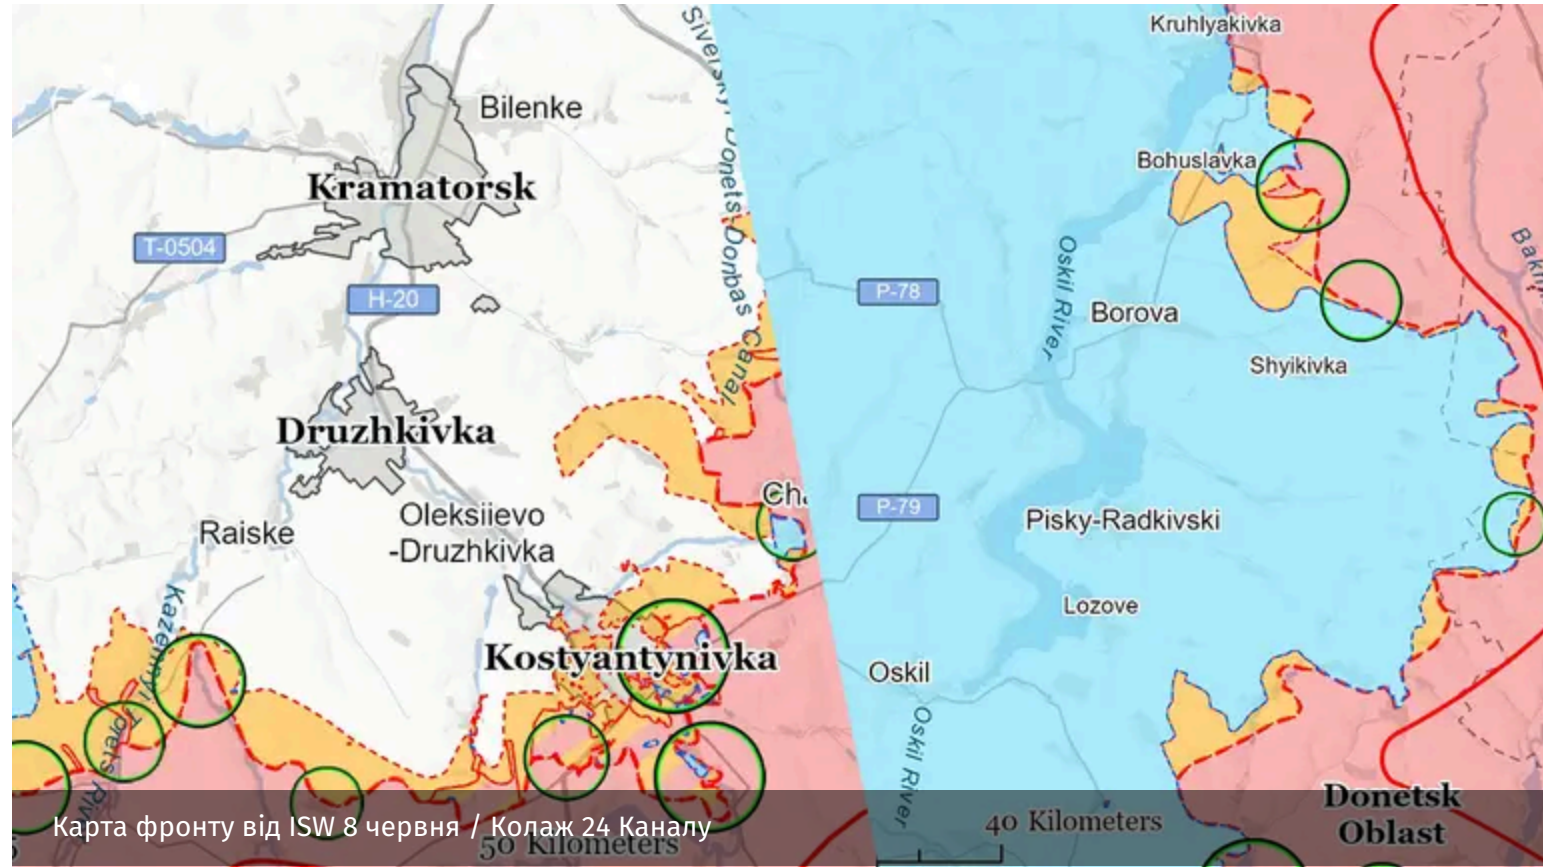 Bilenke
Kramatorsk
T-0504
H-20
Druzhkivka
Oleksiievo
-Druzhkivka
Raiske
Kostyantynivka
Donets Donbas Canal
50 Kilometers
Kruhlyakivka
Bohuslavka
P-78
Oskil River
Borova
Shyikivka
P-79
Pisky-Radkivski
Lozove
Oskil
Oskil River
40 Kilometers
Donetsk
Oblast
Карта фронту від ISW 8 червня / Колаж 24 Каналу